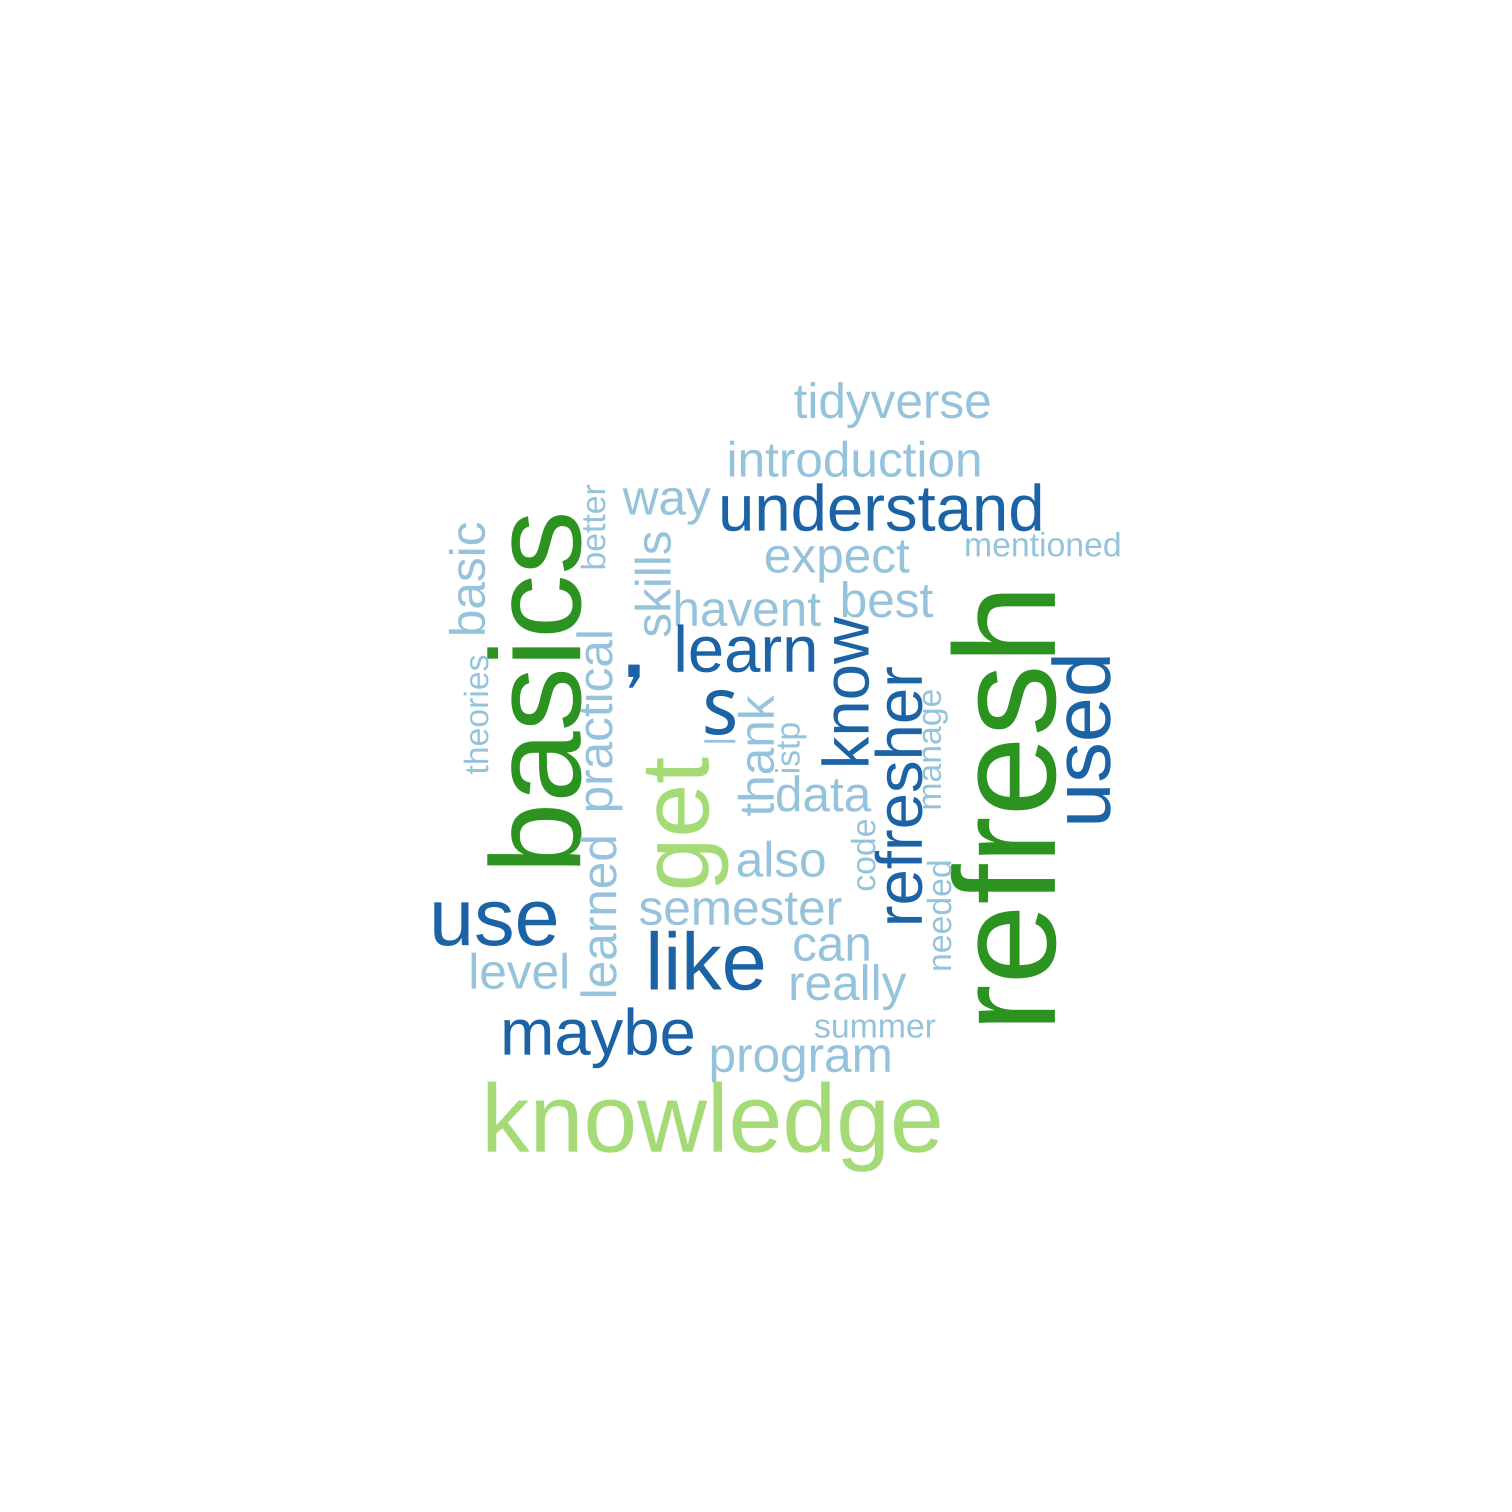 tidyverse
introduction
way
understand
better
mentioned
expect
basic
basics
skills
havent
best
learn
,
know
refresh
used
practical
theories
s
l
thank
istp
refresher
manage
get
data
also
code
learned
semester
needed
use
like
can
level
really
maybe
summer
program
knowledge